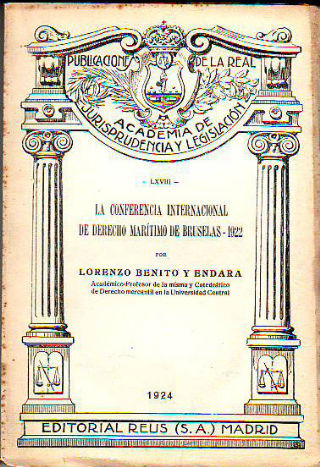 PUBLICACIONE DE LA REAL
ACADEMIA DE
JURISPRUDENCIA Y LEGISLACIÓN
- LXVIII -
LA CONFERENCIA INTERNACIONAL
DE DERECHO MARÍTIMO DE BRUSELAS - 1922
POR
LORENZO BENITO Y ENDARA
Académico-Profesor de la misma y Catedrático
de Derecho mercantil en la Universidad Central
1924
EDITORIAL REUS (S. A.) MADRID